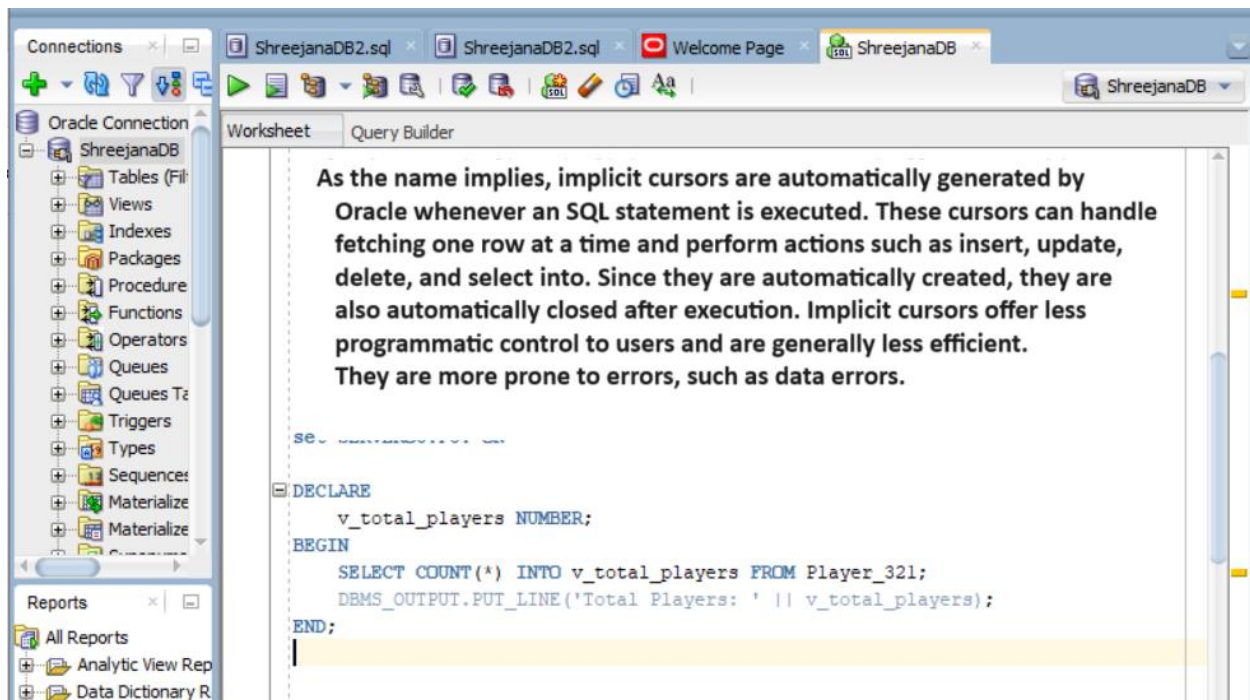 Connections
ShreejanaDB2.sql
ShreejanaDB2.sql
Welcome Page
ShreejanaDB
ShreejanaDB
Oracle Connection
ShreejanaDB
Tables (Fil
Views
Indexes
Packages
Procedure
Functions
Operators
Queues
Queues Ta
Triggers
Types
Sequences
Materialize
Materialize
Reports
All Reports
Analytic View Rep
Data Dictionary R
Worksheet Query Builder
As the name implies, implicit cursors are automatically generated by
Oracle whenever an SQL statement is executed. These cursors can handle
fetching one row at a time and perform actions such as insert, update,
delete, and select into. Since they are automatically created, they are
also automatically closed after execution. Implicit cursors offer less
programmatic control to users and are generally less efficient.
They are more prone to errors, such as data errors.
DECLARE
v_total_players NUMBER;
BEGIN
SELECT COUNT(*) INTO v_total_players FROM Player_321;
DBMS_OUTPUT.PUT_LINE('Total Players: ' || v_total_players);
END;